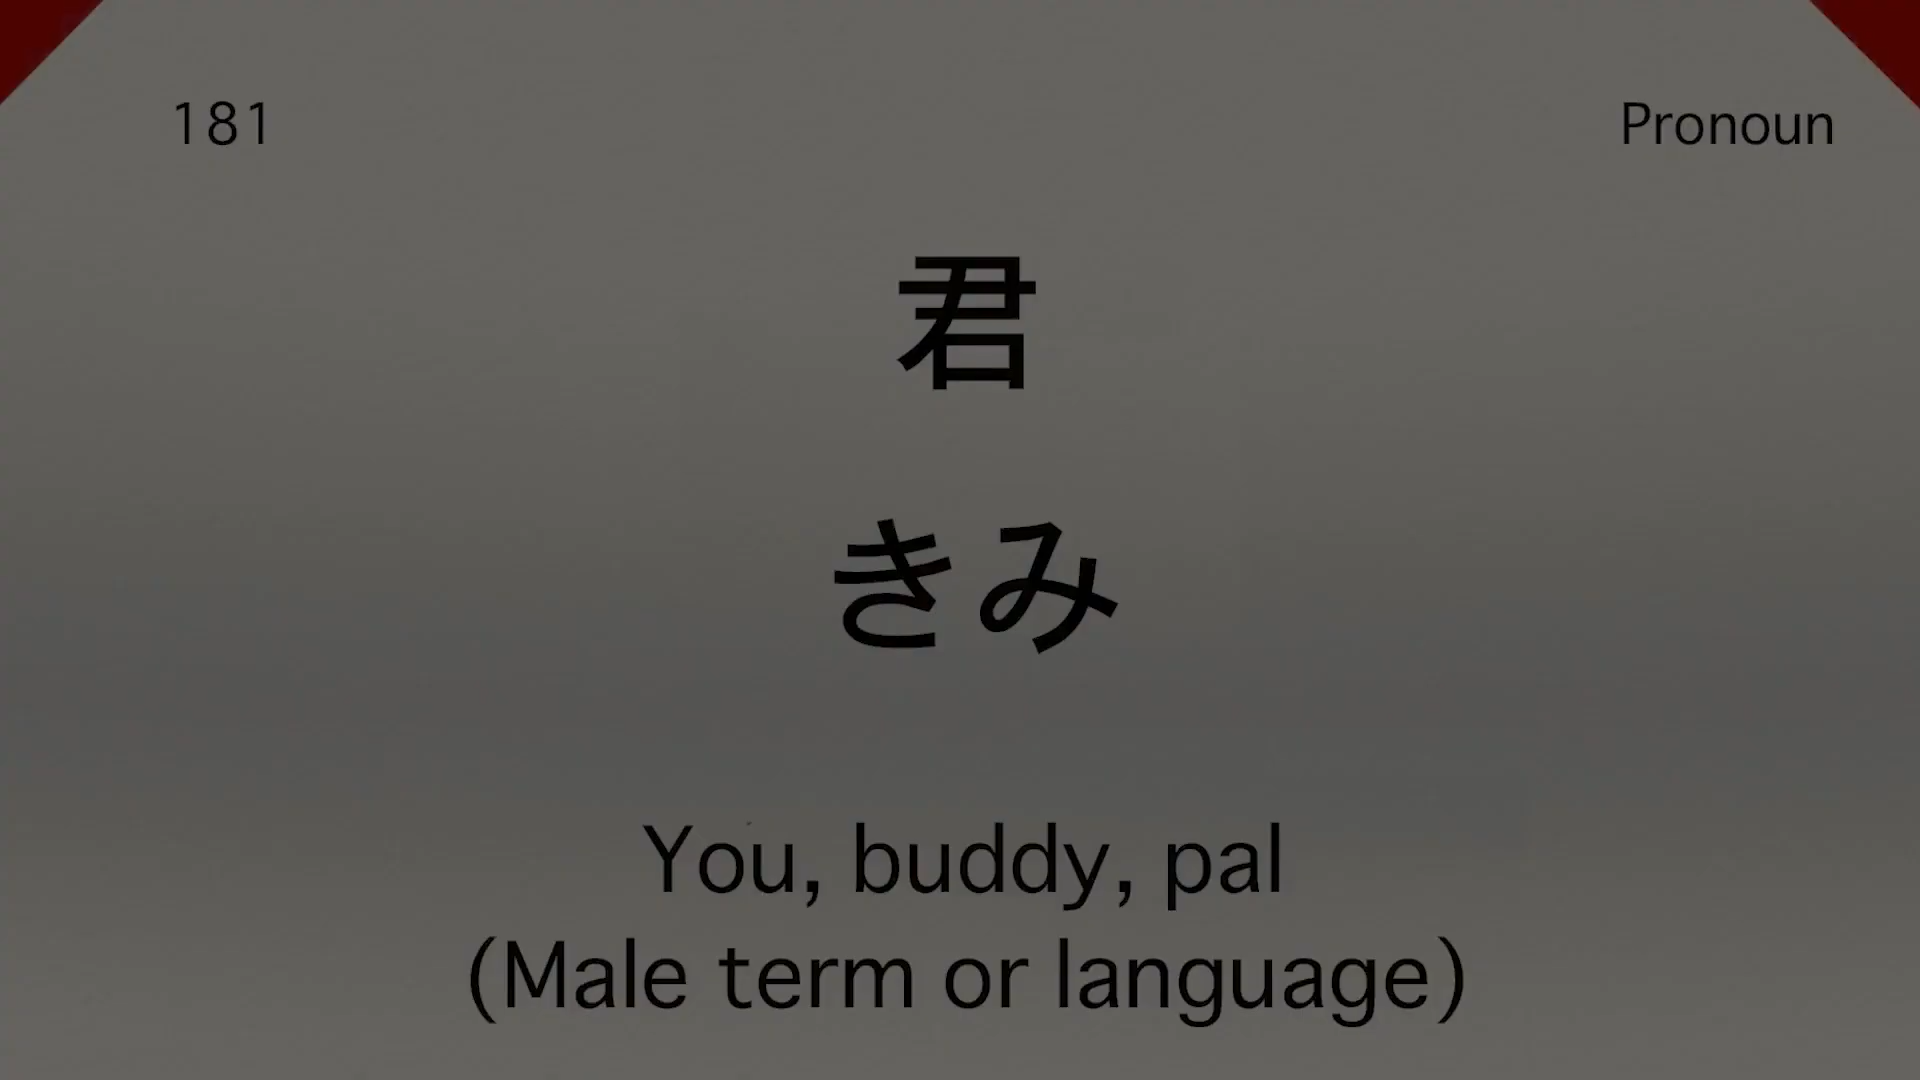 181
Pronoun
君
きみ
You, buddy, pal
(Male term or language)